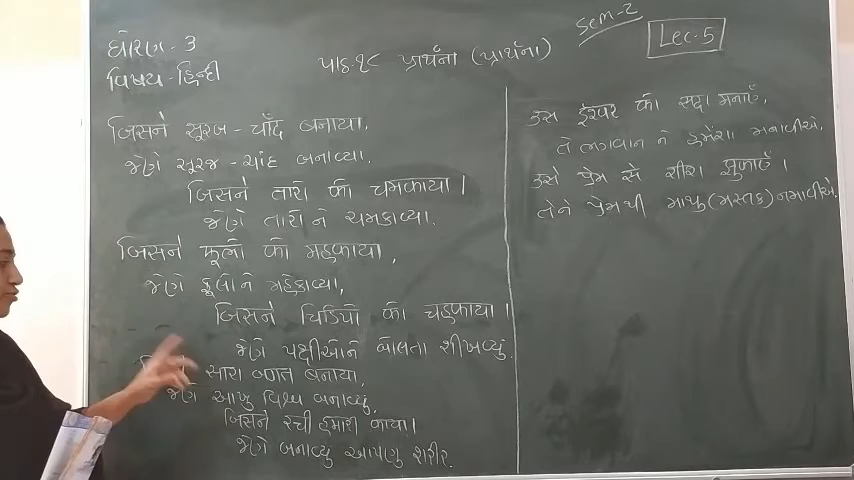 ધોરણ - 3
વિષય - હિન્દી
પાઠ.૧૮ પ્રાર્થના (પ્રાર્થના)
Sem-2
Lec-5
जिसने सूरज - चाँद बनाया,
જેણે સૂરજ - ચાંદ બનાવ્યા.
जिसने तारों को चमकाया।
જેણે તારોને ચમકાવ્યા.
जिसने फूलों को महकाया,
જેણે ફૂલોને મહેકાવ્યા,
जिसने चिडियों को चहकाया।
જેણે પક્ષીઓને બોલતા શીખવ્યું.
सारा जगत बनाया,
જેણે આખુ વિશ્વ બનાવ્યું,
जिसने रची हमारी काया।
જેણે બનાવ્યુ આપણુ શરીર.
उस ईश्वर को सदा मनाएँ,
તે ભગવાન ને હંમેશા મનાવીએ,
उसे प्रेम से शीश झुकाएँ।
તેને પ્રેમથી માથુ (મસ્તક) નમાવીએ.